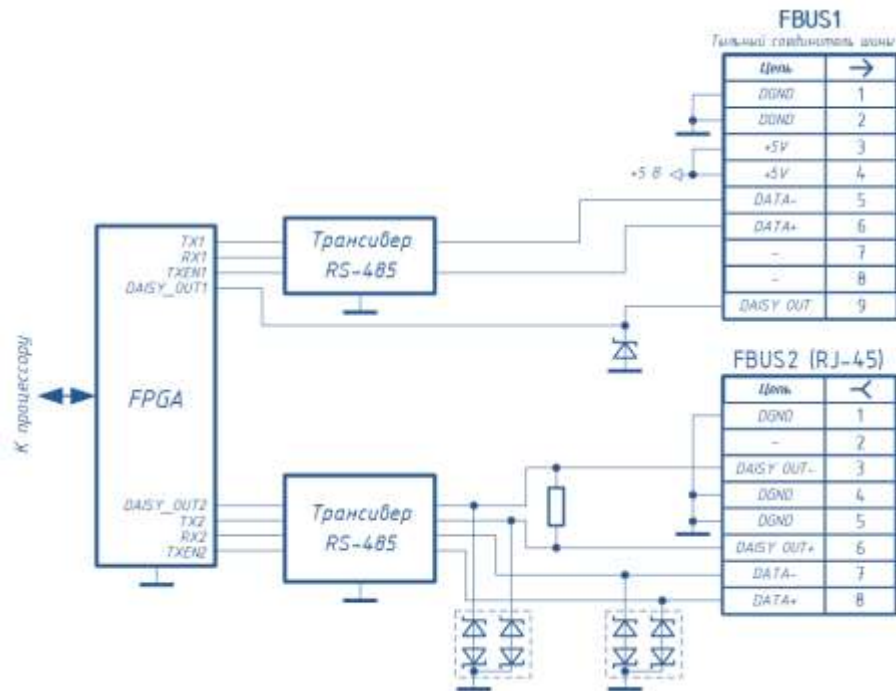 FBUS1
Тыльный соединитель шины
Цепь
DGND 1
DGND 2
+5V 3
+5 В
+5V 4
DATA- 5
DATA+ 6
- 7
- 8
DAISY OUT 9
TX1
RX1
TXEN1
DAISY_OUT1
Трансивер
RS-485
К процессору
FPGA
FBUS2 (RJ-45)
Цепь
DGND 1
- 2
DAISY OUT- 3
DGND 4
DGND 5
DAISY OUT+ 6
DATA- 7
DATA+ 8
DAISY_OUT2
TX2
RX2
TXEN2
Трансивер
RS-485